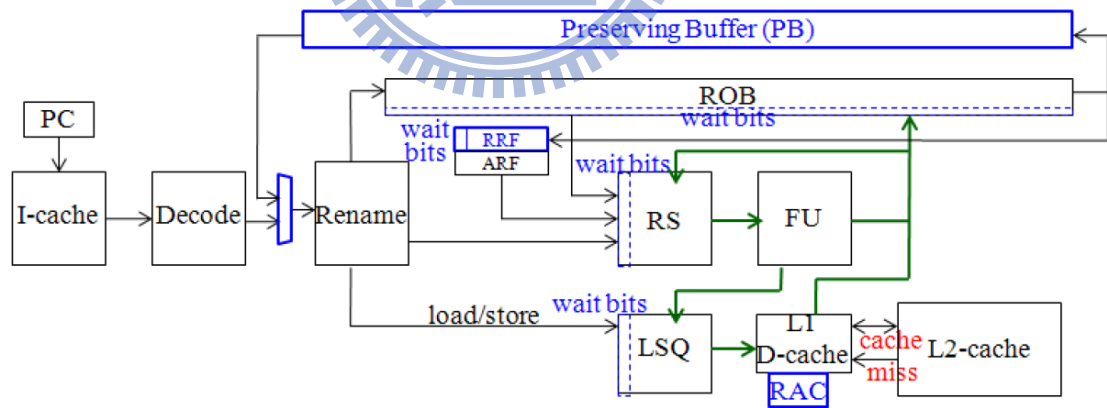 Preserving Buffer (PB)
ROB
wait bits
PC
wait
bits
RRF
ARF
wait bits
I-cache
Decode
Rename
RS
FU
wait bits
load/store
LSQ
L1
D-cache
cache
miss
L2-cache
RAC